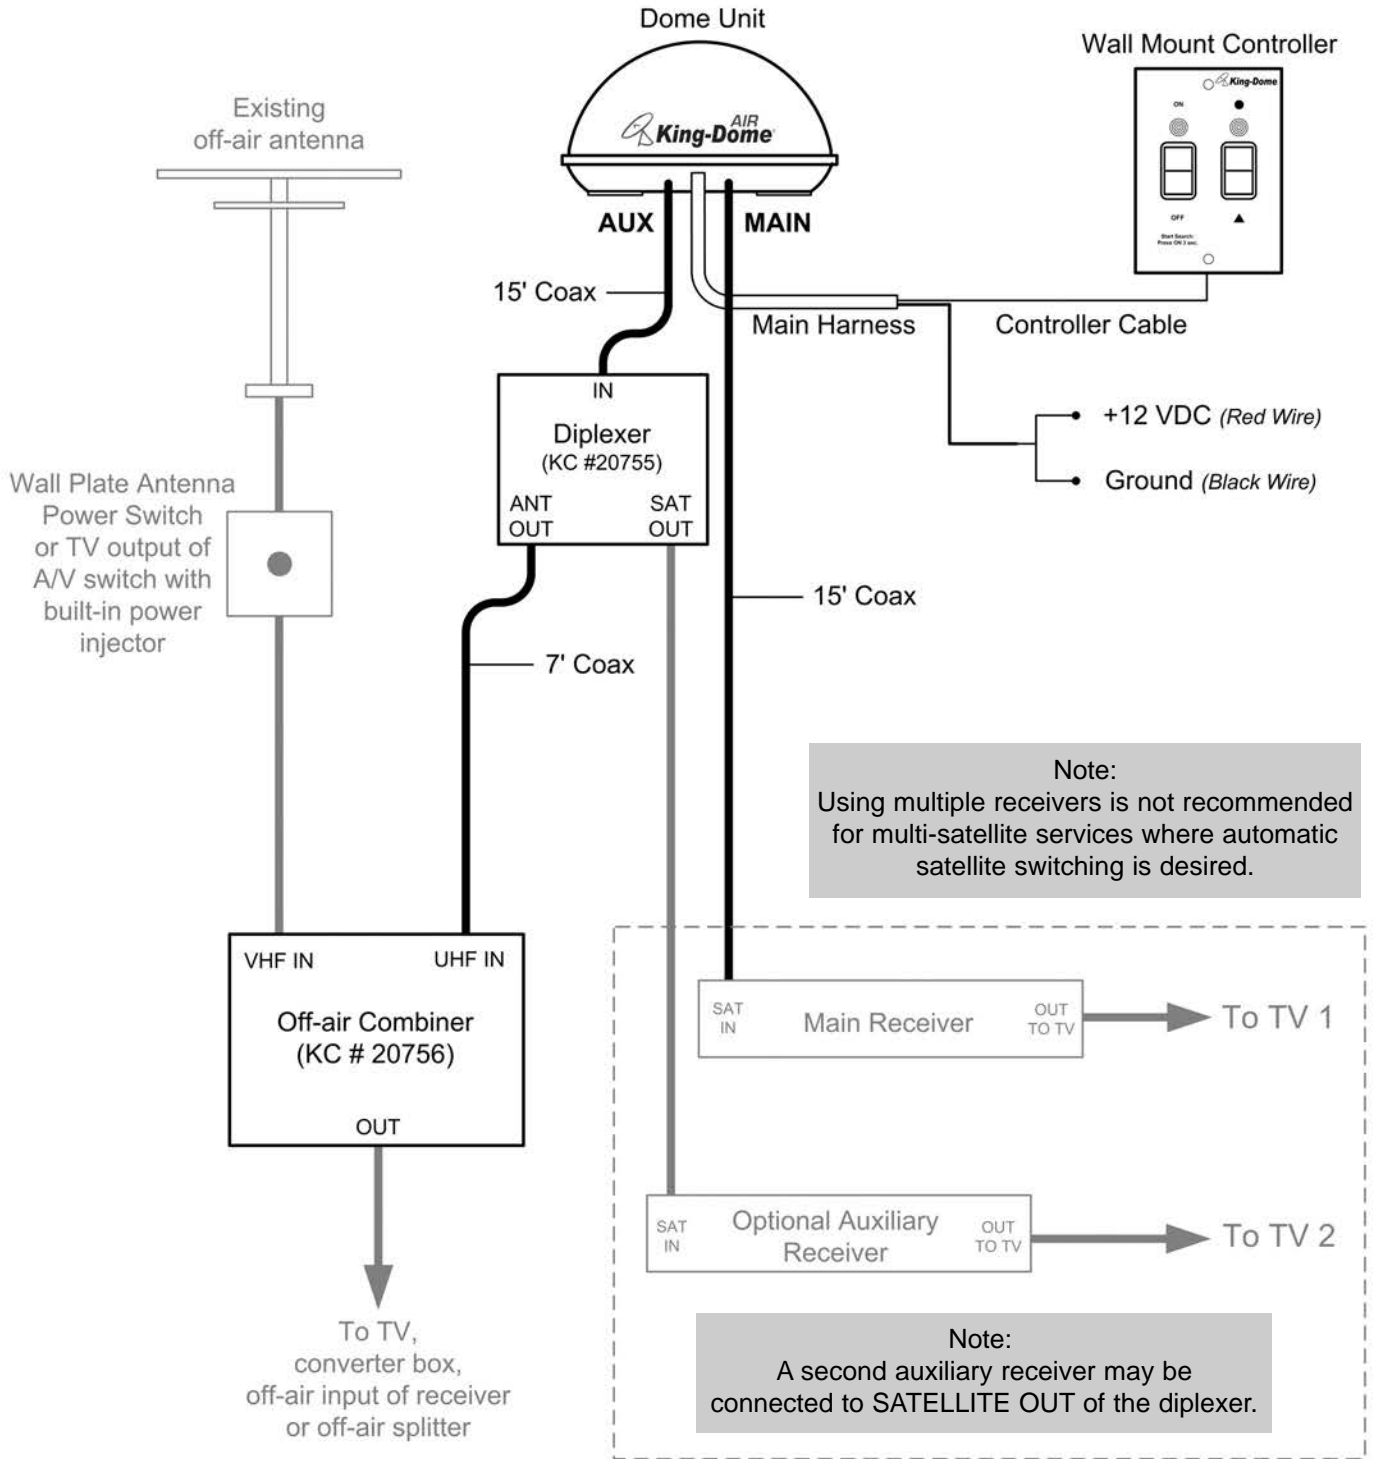 Dome Unit
Wall Mount Controller
King-Dome
ON
OFF
Start Search:
Press ON 3 sec.
Existing
off-air antenna
AIR
King-Dome
AUX
MAIN
15' Coax
Main Harness
Controller Cable
IN
Diplexer
(KC #20755)
ANT
OUT
SAT
OUT
+12 VDC (Red Wire)
Ground (Black Wire)
Wall Plate Antenna
Power Switch
or TV output of
A/V switch with
built-in power
injector
15' Coax
7' Coax
Note:
Using multiple receivers is not recommended
for multi-satellite services where automatic
satellite switching is desired.
VHF IN
UHF IN
Off-air Combiner
(KC # 20756)
OUT
SAT
IN
Main Receiver
OUT
TO TV
To TV 1
SAT
IN
Optional Auxiliary
Receiver
OUT
TO TV
To TV 2
To TV,
converter box,
off-air input of receiver
or off-air splitter
Note:
A second auxiliary receiver may be
connected to SATELLITE OUT of the diplexer.